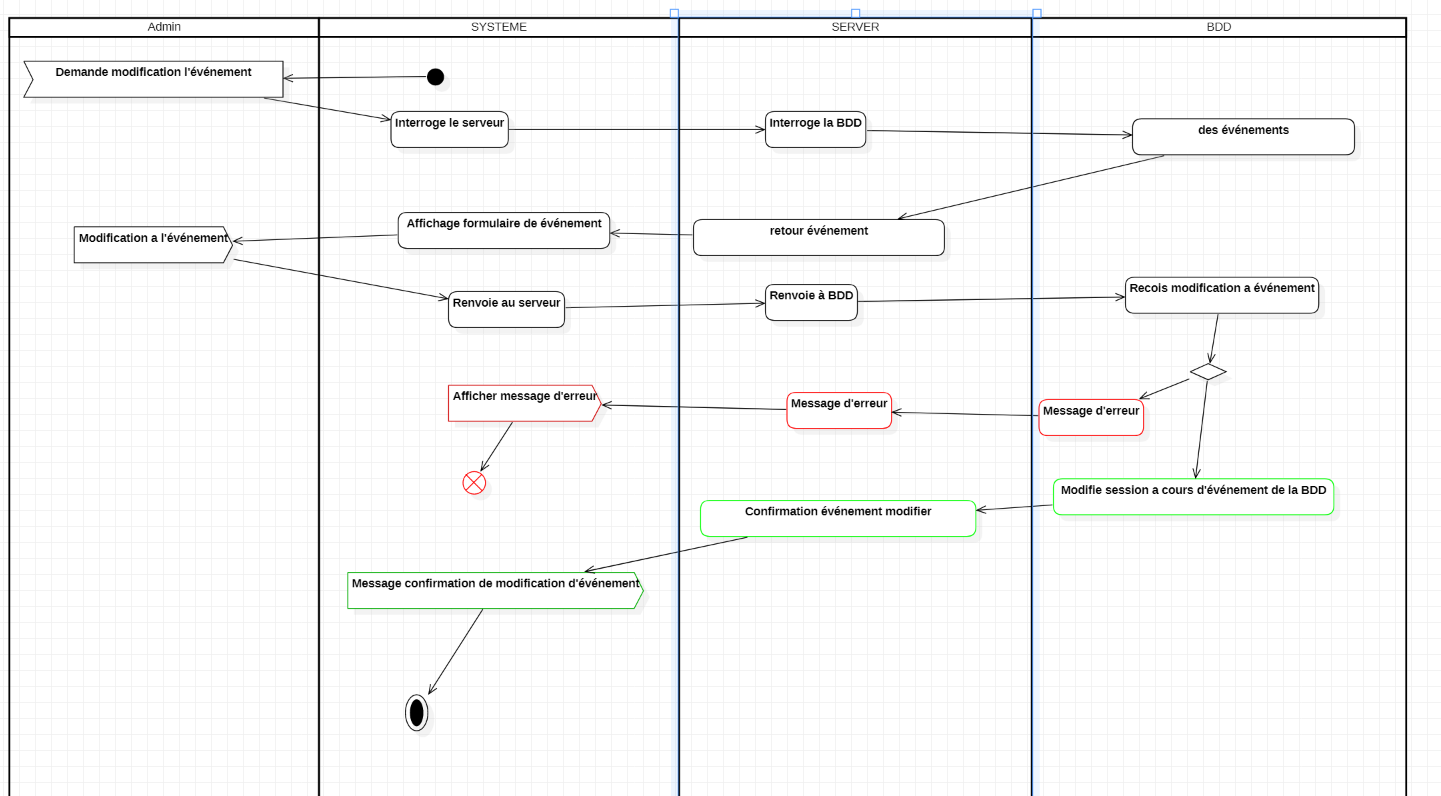 Admin
SYSTEME
SERVER
BDD
Demande modification l'événement
Interroge le serveur
Interroge la BDD
des événements
Affichage formulaire de événement
retour événement
Modification a l'événement
Renvoie au serveur
Renvoie à BDD
Recois modification a événement
Afficher message d'erreur
Message d'erreur
Message d'erreur
Modifie session a cours d'événement de la BDD
Confirmation événement modifier
Message confirmation de modification d'événement